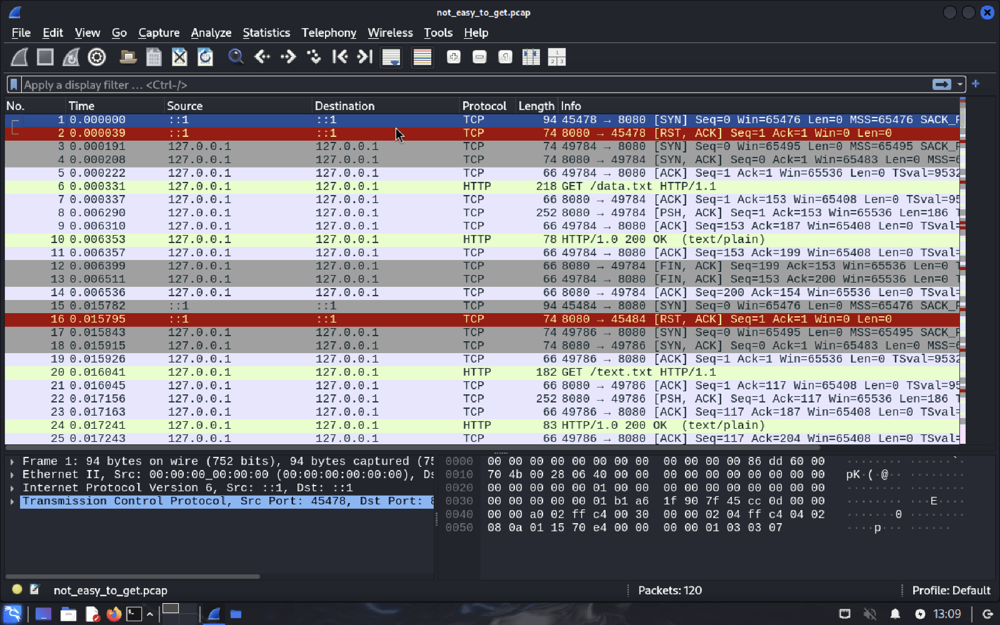 not_easy_to_get.pcap
File Edit View Go Capture Analyze Statistics Telephony Wireless Tools Help
Apply a display filter … <Ctrl-/>
No. Time Source Destination Protocol Length Info
1 0.000000 ::1 ::1 TCP 94 45478 → 8080 [SYN] Seq=0 Win=65476 Len=0 MSS=65476
2 0.000039 ::1 ::1 TCP 74 8080 → 45478 [RST, ACK] Seq=1 Ack=1 Win=0 Len=0
3 0.000191 127.0.0.1 127.0.0.1 TCP 74 49784 → 8080 [SYN] Seq=0 Win=65495 Len=0 MSS=65495
4 0.000208 127.0.0.1 127.0.0.1 TCP 74 8080 → 49784 [SYN, ACK] Seq=0 Ack=1 Win=65483 Len=0
5 0.000222 127.0.0.1 127.0.0.1 TCP 66 49784 → 8080 [ACK] Seq=1 Ack=1 Win=65536 Len=0 TSval=9532
6 0.000331 127.0.0.1 127.0.0.1 HTTP 218 GET /data.txt HTTP/1.1
7 0.000337 127.0.0.1 127.0.0.1 TCP 66 8080 → 49784 [ACK] Seq=1 Ack=153 Win=65408 Len=0 TSval=95
8 0.006290 127.0.0.1 127.0.0.1 TCP 252 8080 → 49784 [PSH, ACK] Seq=1 Ack=153 Win=65536 Len=186
9 0.006310 127.0.0.1 127.0.0.1 TCP 66 49784 → 8080 [ACK] Seq=153 Ack=187 Win=65408 Len=0 TSval=
10 0.006353 127.0.0.1 127.0.0.1 HTTP 78 HTTP/1.0 200 OK (text/plain)
11 0.006357 127.0.0.1 127.0.0.1 TCP 66 49784 → 8080 [ACK] Seq=153 Ack=199 Win=65408 Len=0 TSval=
12 0.006399 127.0.0.1 127.0.0.1 TCP 66 8080 → 49784 [FIN, ACK] Seq=199 Ack=153 Win=65536 Len=0
13 0.006511 127.0.0.1 127.0.0.1 TCP 66 49784 → 8080 [FIN, ACK] Seq=153 Ack=200 Win=65536 Len=0
14 0.006536 127.0.0.1 127.0.0.1 TCP 66 8080 → 49784 [ACK] Seq=200 Ack=154 Win=65536 Len=0 TSval=
15 0.015782 ::1 ::1 TCP 94 45484 → 8080 [SYN] Seq=0 Win=65476 Len=0 MSS=65476
16 0.015795 ::1 ::1 TCP 74 8080 → 45484 [RST, ACK] Seq=1 Ack=1 Win=0 Len=0
17 0.015843 127.0.0.1 127.0.0.1 TCP 74 49786 → 8080 [SYN] Seq=0 Win=65495 Len=0 MSS=65495
18 0.015915 127.0.0.1 127.0.0.1 TCP 74 8080 → 49786 [SYN, ACK] Seq=0 Ack=1 Win=65483 Len=0
19 0.015926 127.0.0.1 127.0.0.1 TCP 66 49786 → 8080 [ACK] Seq=1 Ack=1 Win=65536 Len=0 TSval=9532
20 0.016041 127.0.0.1 127.0.0.1 HTTP 182 GET /text.txt HTTP/1.1
21 0.016045 127.0.0.1 127.0.0.1 TCP 66 8080 → 49786 [ACK] Seq=1 Ack=117 Win=65408 Len=0 TSval=95
22 0.017156 127.0.0.1 127.0.0.1 TCP 252 8080 → 49786 [PSH, ACK] Seq=1 Ack=117 Win=65536 Len=186
23 0.017163 127.0.0.1 127.0.0.1 TCP 66 49786 → 8080 [ACK] Seq=117 Ack=187 Win=65408 Len=0 TSval=
24 0.017241 127.0.0.1 127.0.0.1 HTTP 83 HTTP/1.0 200 OK (text/plain)
25 0.017243 127.0.0.1 127.0.0.1 TCP 66 49786 → 8080 [ACK] Seq=117 Ack=204 Win=65408 Len=0 TSval=
Frame 1: 94 bytes on wire (752 bits), 94 bytes captured
Ethernet II, Src: 00:00:00_00:00:00 (00:00:00:00:00:00),
Internet Protocol Version 6, Src: ::1, Dst: ::1
Transmission Control Protocol, Src Port: 45478, Dst Port:
0000 00 00 00 00 00 00 00 00 00 00 00 00 86 dd 60 00 ········ ······`·
0010 70 4b 00 28 06 40 00 00 00 00 00 00 00 00 00 00 pK·(·@·· ········
0020 00 00 00 00 00 01 00 00 00 00 00 00 00 00 00 00 ········ ········
0030 00 00 00 00 00 01 b1 a6 1f 90 7f 45 cc 0d 00 00 ········ ···E····
0040 00 00 a0 02 ff c4 00 30 00 00 02 04 ff c4 04 02 ·······0 ········
0050 08 0a 01 15 70 e4 00 00 00 00 01 03 03 07 ····p··· ······
not_easy_to_get.pcap
Packets: 120
Profile: Default
13:09